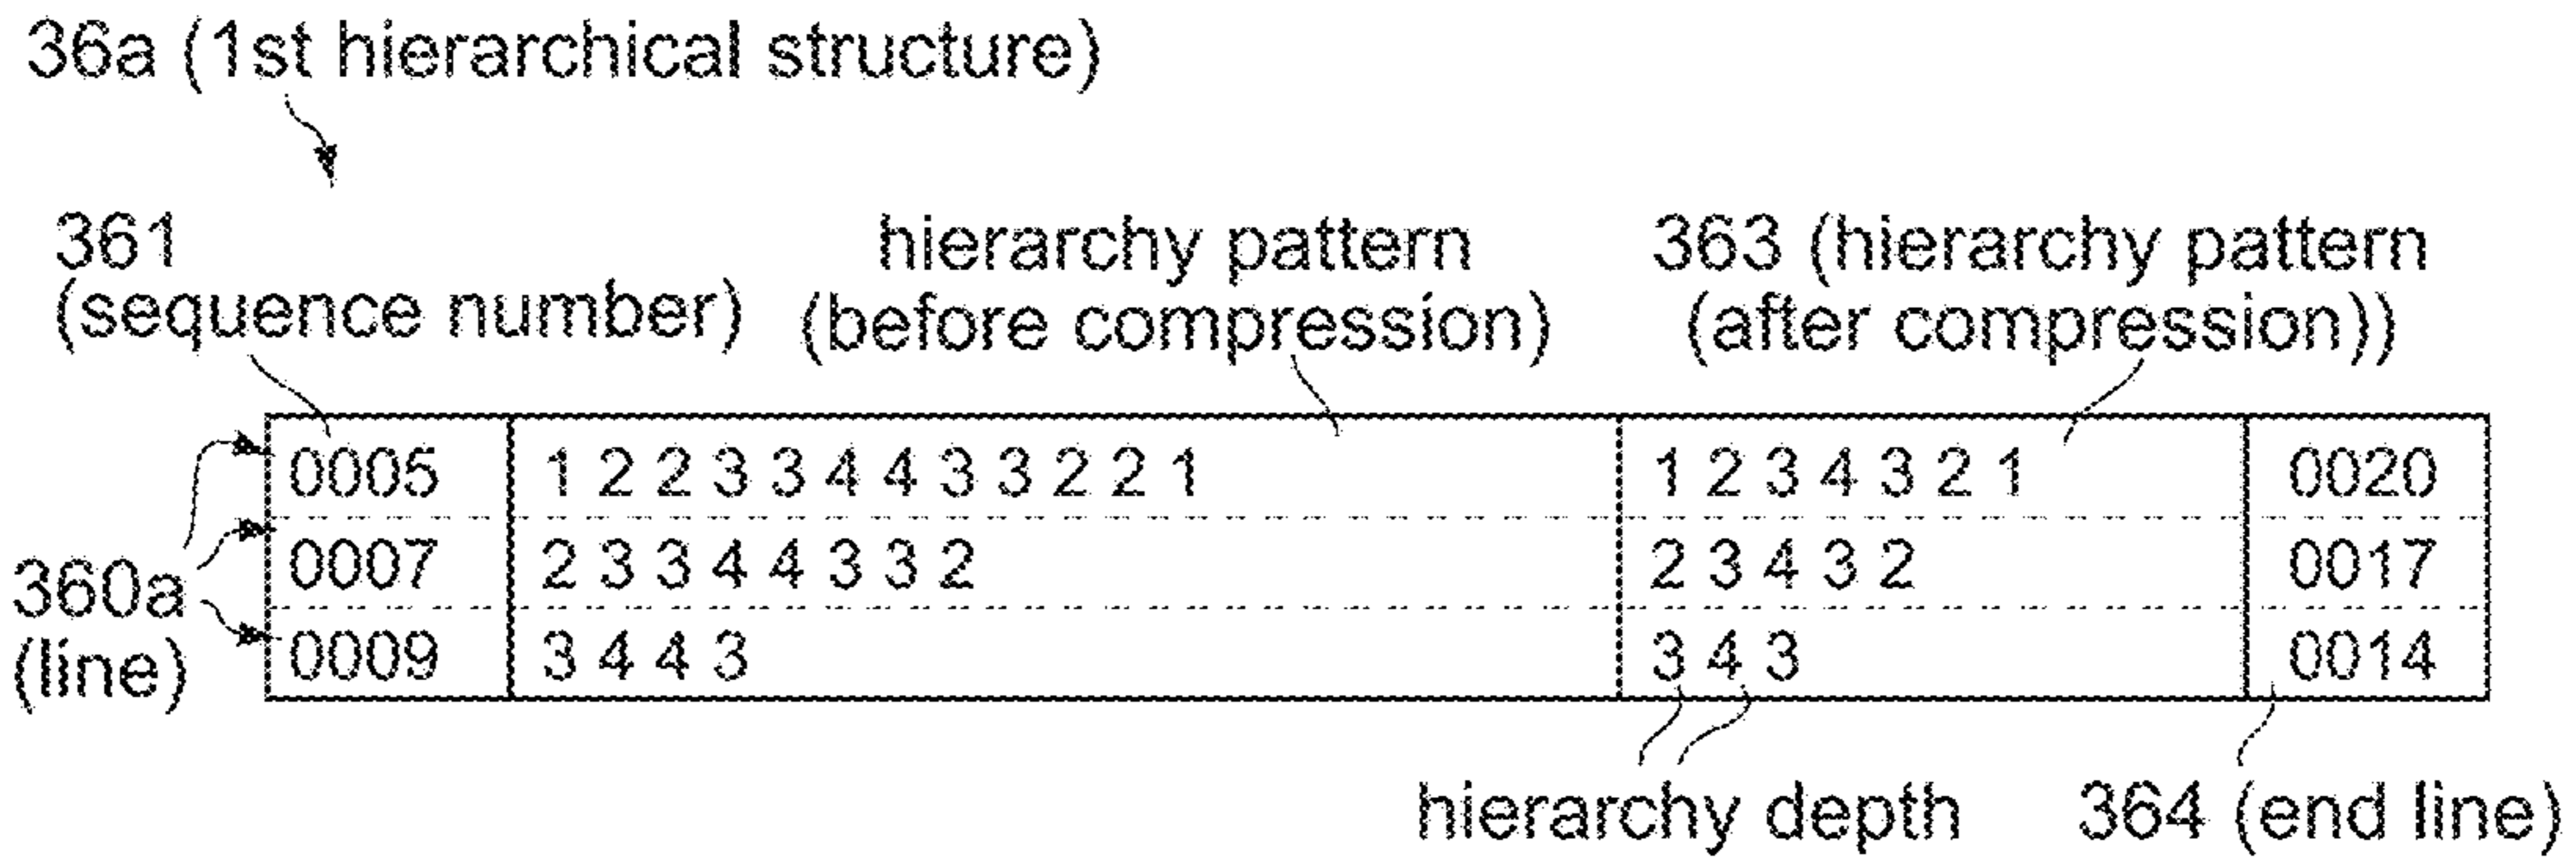 36a (1st hierarchical structure)
361
(sequence number)
hierarchy pattern
(before compression)
363 (hierarchy pattern
(after compression))
0005 1 2 2 3 3 4 4 3 3 2 2 1 1 2 3 4 3 2 1 0020
0007 2 3 3 4 4 3 3 2 2 3 4 3 2 0017
0009 3 4 4 3 3 4 3 0014
360a
(line)
hierarchy depth
364 (end line)